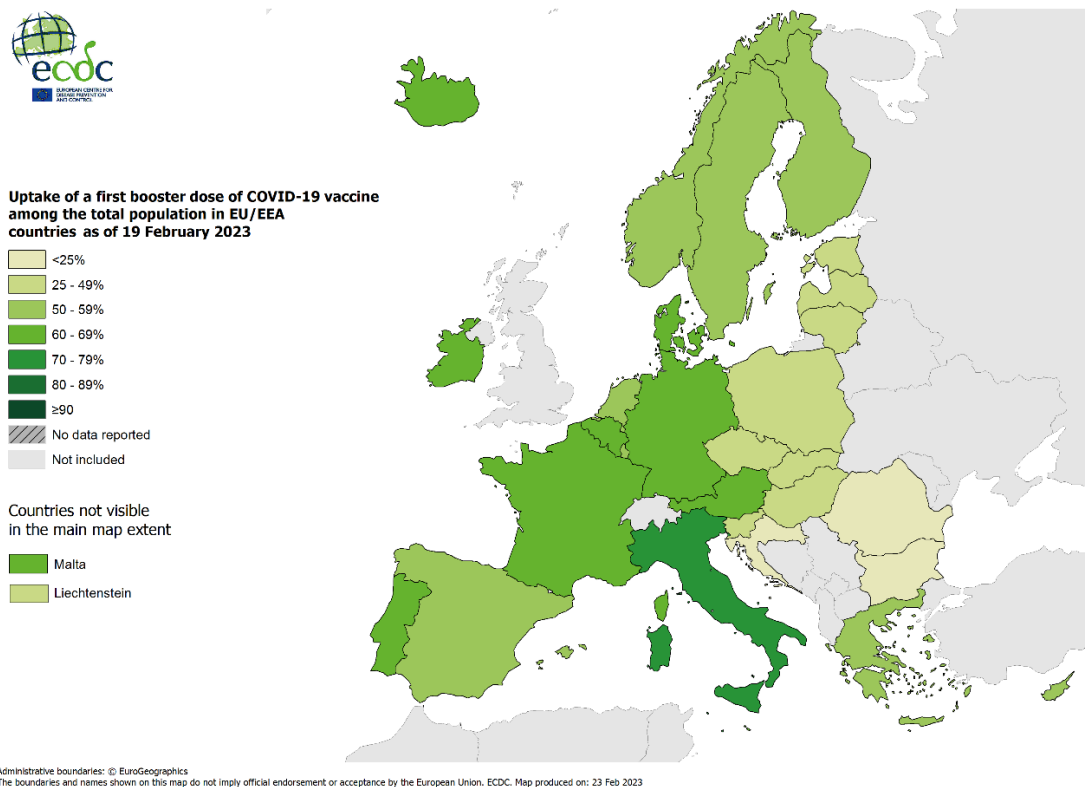 ecdc
EUROPEAN CENTRE FOR
DISEASE PREVENTION
AND CONTROL
Uptake of a first booster dose of COVID-19 vaccine
among the total population in EU/EEA
countries as of 19 February 2023
<25%
25 - 49%
50 - 59%
60 - 69%
70 - 79%
80 - 89%
≥90
No data reported
Not included
Countries not visible
in the main map extent
Malta
Liechtenstein
Administrative boundaries: © EuroGeographics
The boundaries and names shown on this map do not imply official endorsement or acceptance by the European Union. ECDC. Map produced on: 23 Feb 2023